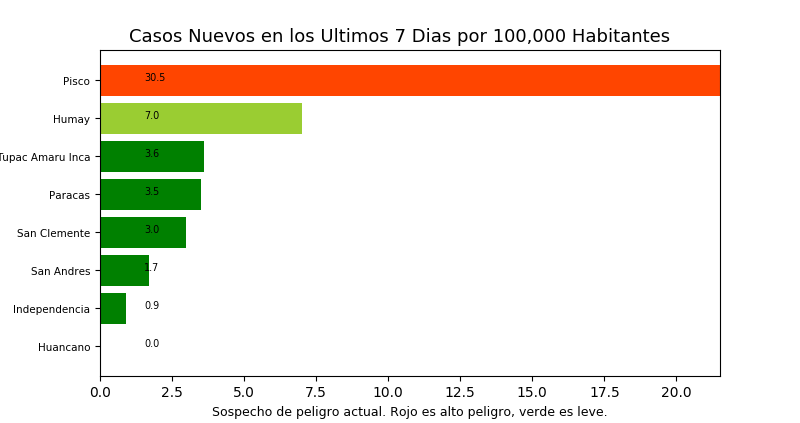 Casos Nuevos en los Ultimos 7 Dias por 100,000 Habitantes
Pisco 30.5
Humay 7.0
Tupac Amaru Inca 3.6
Paracas 3.5
San Clemente 3.0
San Andres 1.7
Independencia 0.9
Huancano 0.0
0.0 2.5 5.0 7.5 10.0 12.5 15.0 17.5 20.0
Sospecho de peligro actual. Rojo es alto peligro, verde es leve.